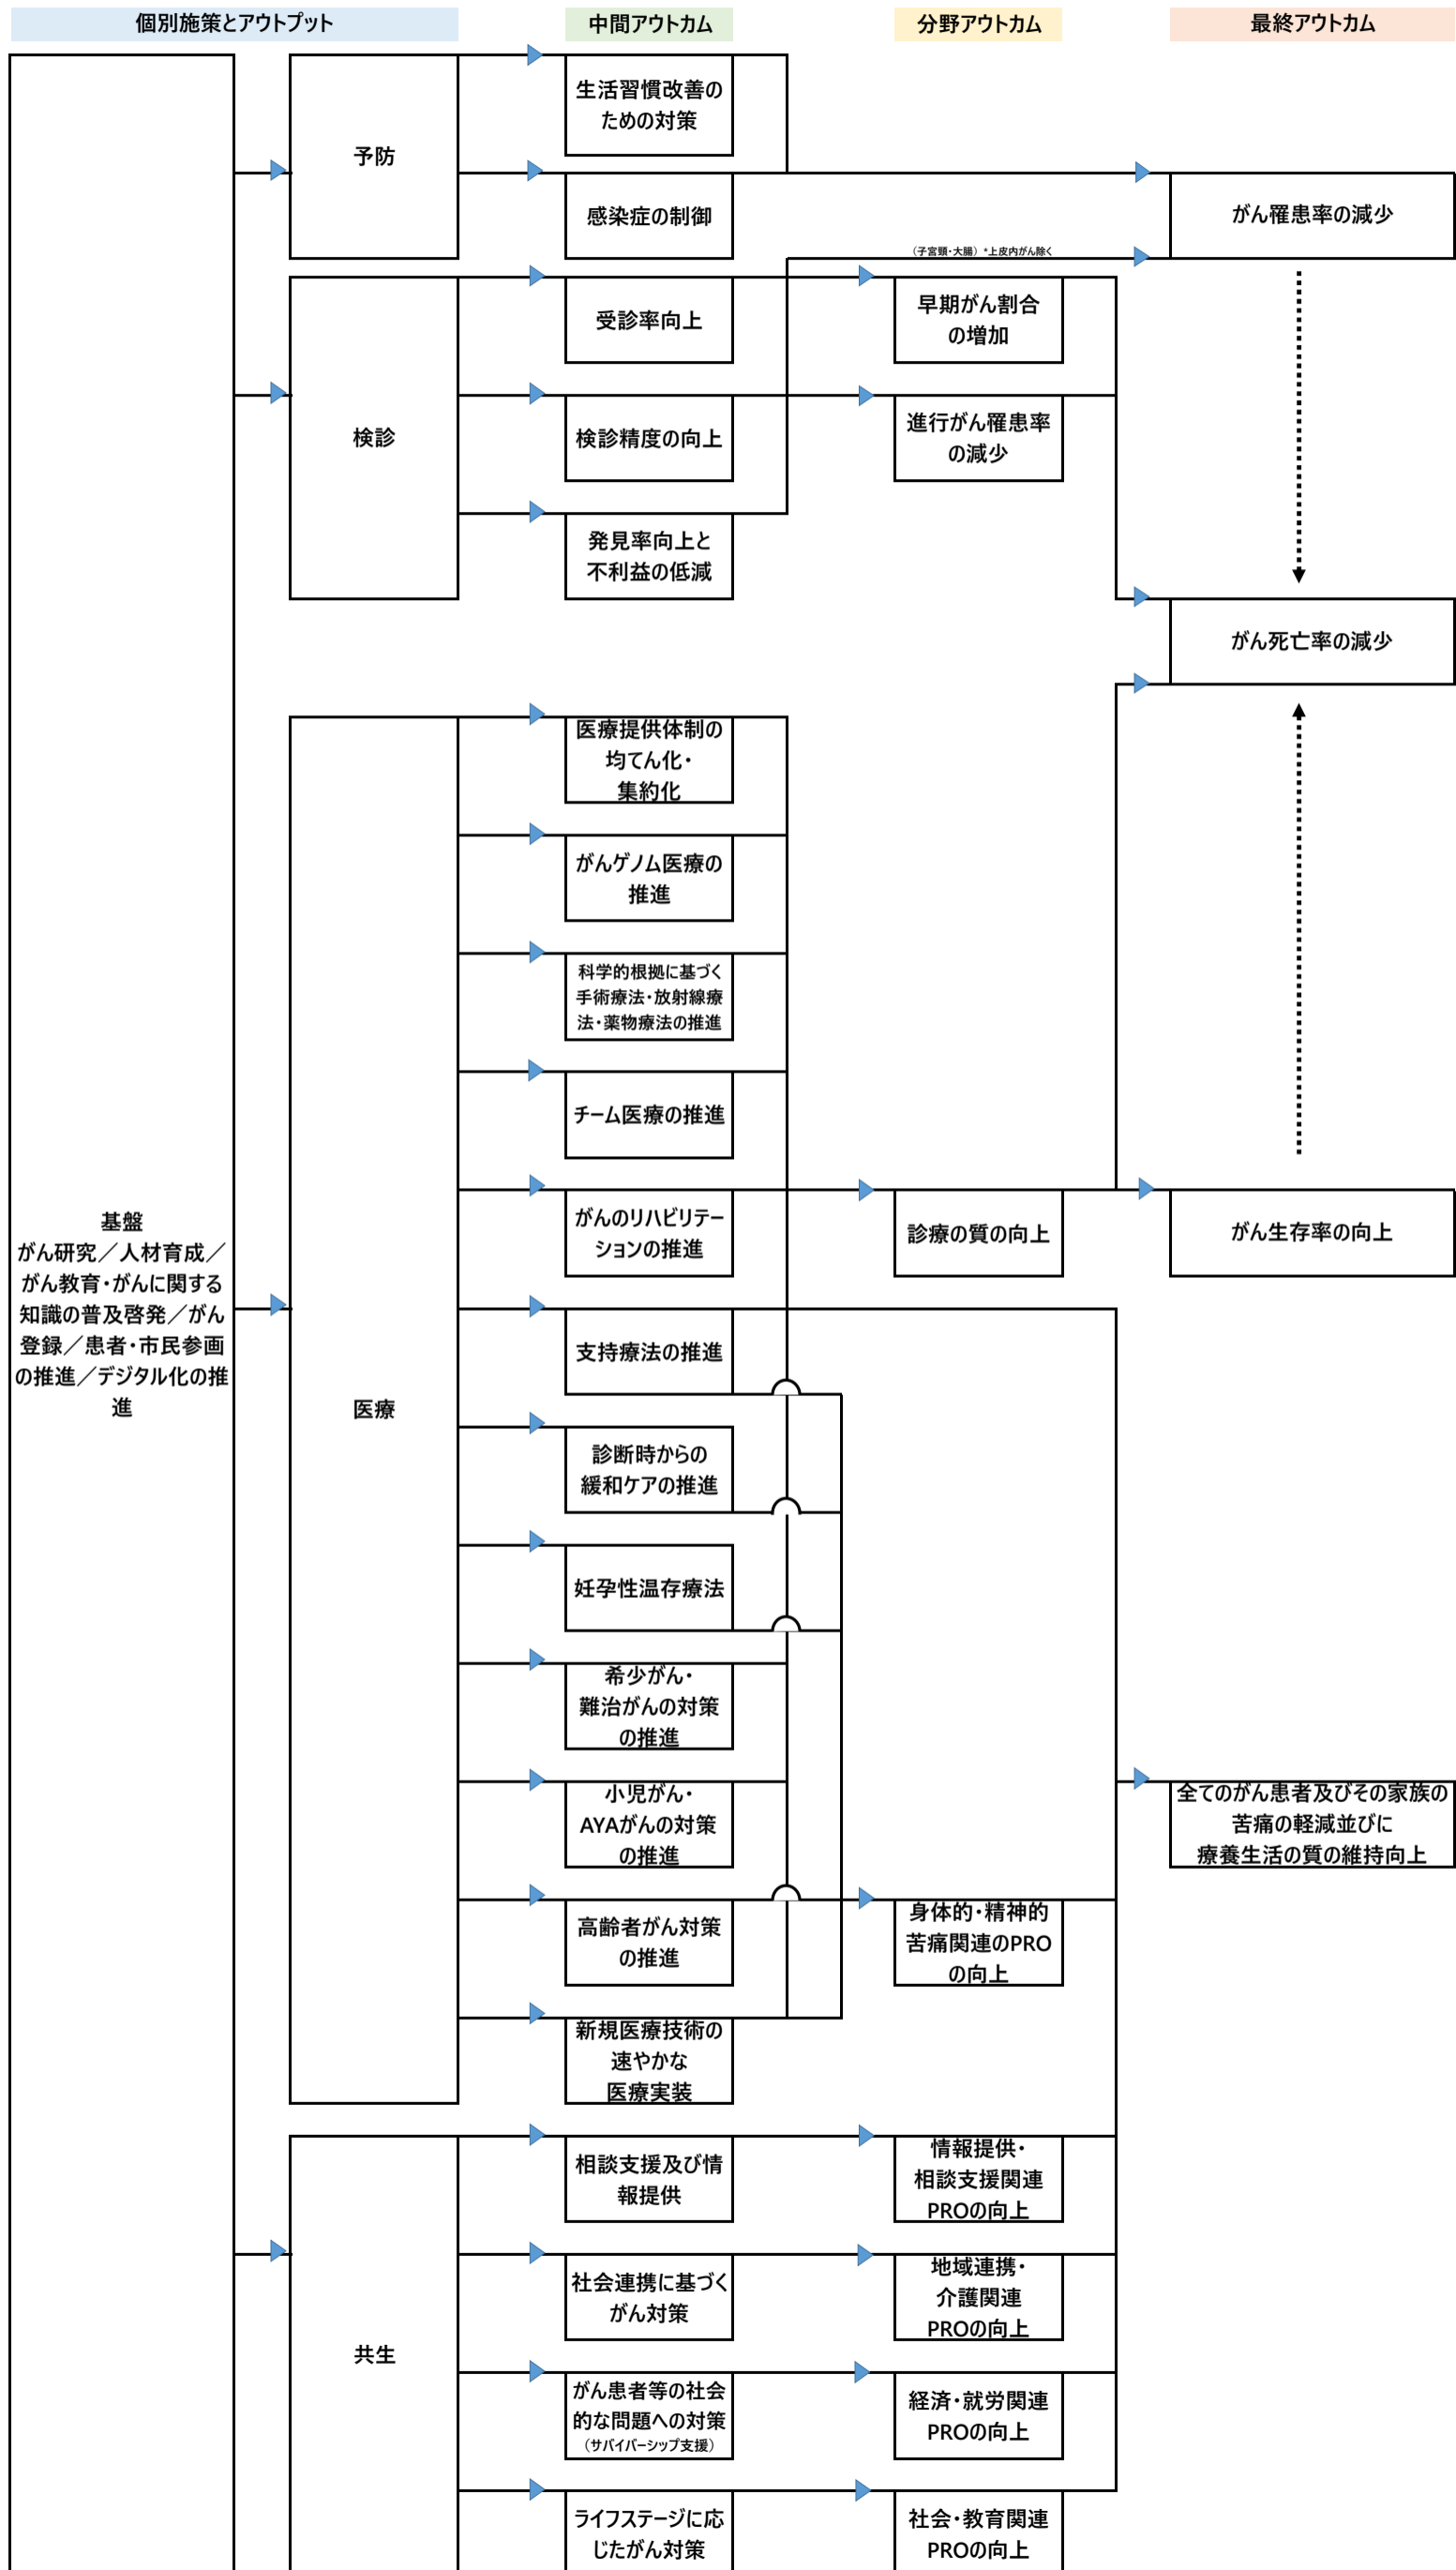 個別施策とアウトプット
中間アウトカム
分野アウトカム
最終アウトカム
基盤
がん研究／人材育成／
がん教育・がんに関する
知識の普及啓発／がん
登録／患者・市民参画
の推進／デジタル化の推
進
予防
生活習慣改善の
ための対策
感染症の制御
がん罹患率の減少
（子宮頸・大腸）*上皮内がん除く
検診
受診率向上
早期がん割合
の増加
検診精度の向上
進行がん罹患率
の減少
発見率向上と
不利益の低減
がん死亡率の減少
医療
医療提供体制の
均てん化・
集約化
がんゲノム医療の
推進
科学的根拠に基づく
手術療法・放射線療
法・薬物療法の推進
チーム医療の推進
がんのリハビリテー
ションの推進
診療の質の向上
がん生存率の向上
支持療法の推進
診断時からの
緩和ケアの推進
妊孕性温存療法
希少がん・
難治がんの対策
の推進
小児がん・
AYAがんの対策
の推進
全てのがん患者及びその家族の
苦痛の軽減並びに
療養生活の質の維持向上
高齢者がん対策
の推進
身体的・精神的
苦痛関連のPRO
の向上
新規医療技術の
速やかな
医療実装
共生
相談支援及び情
報提供
情報提供・
相談支援関連
PROの向上
社会連携に基づく
がん対策
地域連携・
介護関連
PROの向上
がん患者等の社会
的な問題への対策
（サバイバーシップ支援）
経済・就労関連
PROの向上
ライフステージに応
じたがん対策
社会・教育関連
PROの向上